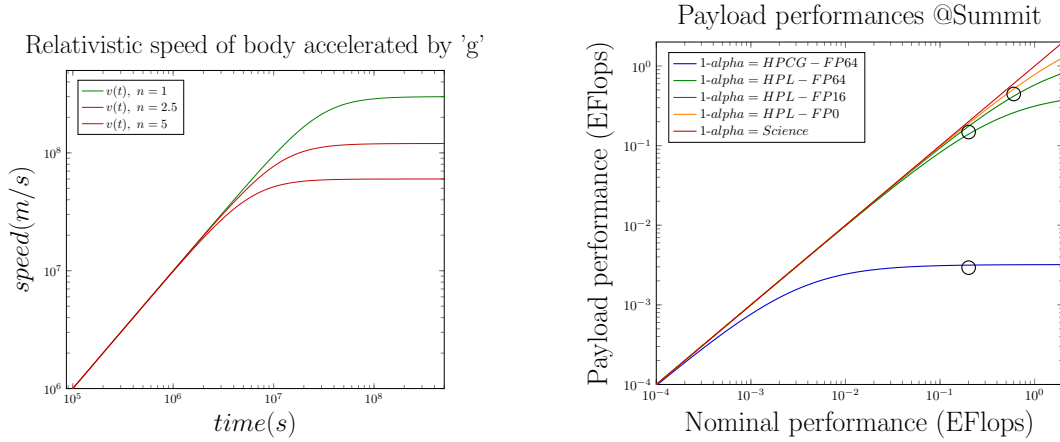 Relativistic speed of body accelerated by 'g'
v(t), n = 1
v(t), n = 2.5
v(t), n = 5
speed(m/s)
10^8
10^7
10^6
10^5
10^6
10^7
10^8
time(s)
Payload performances @Summit
1-alpha = HPCG − FP64
1-alpha = HPL − FP64
1-alpha = HPL − FP16
1-alpha = HPL − FP0
1-alpha = Science
Payload performance (EFlops)
10^0
10^−1
10^−2
10^−3
10^−4
10^−4
10^−3
10^−2
10^−1
10^0
Nominal performance (EFlops)